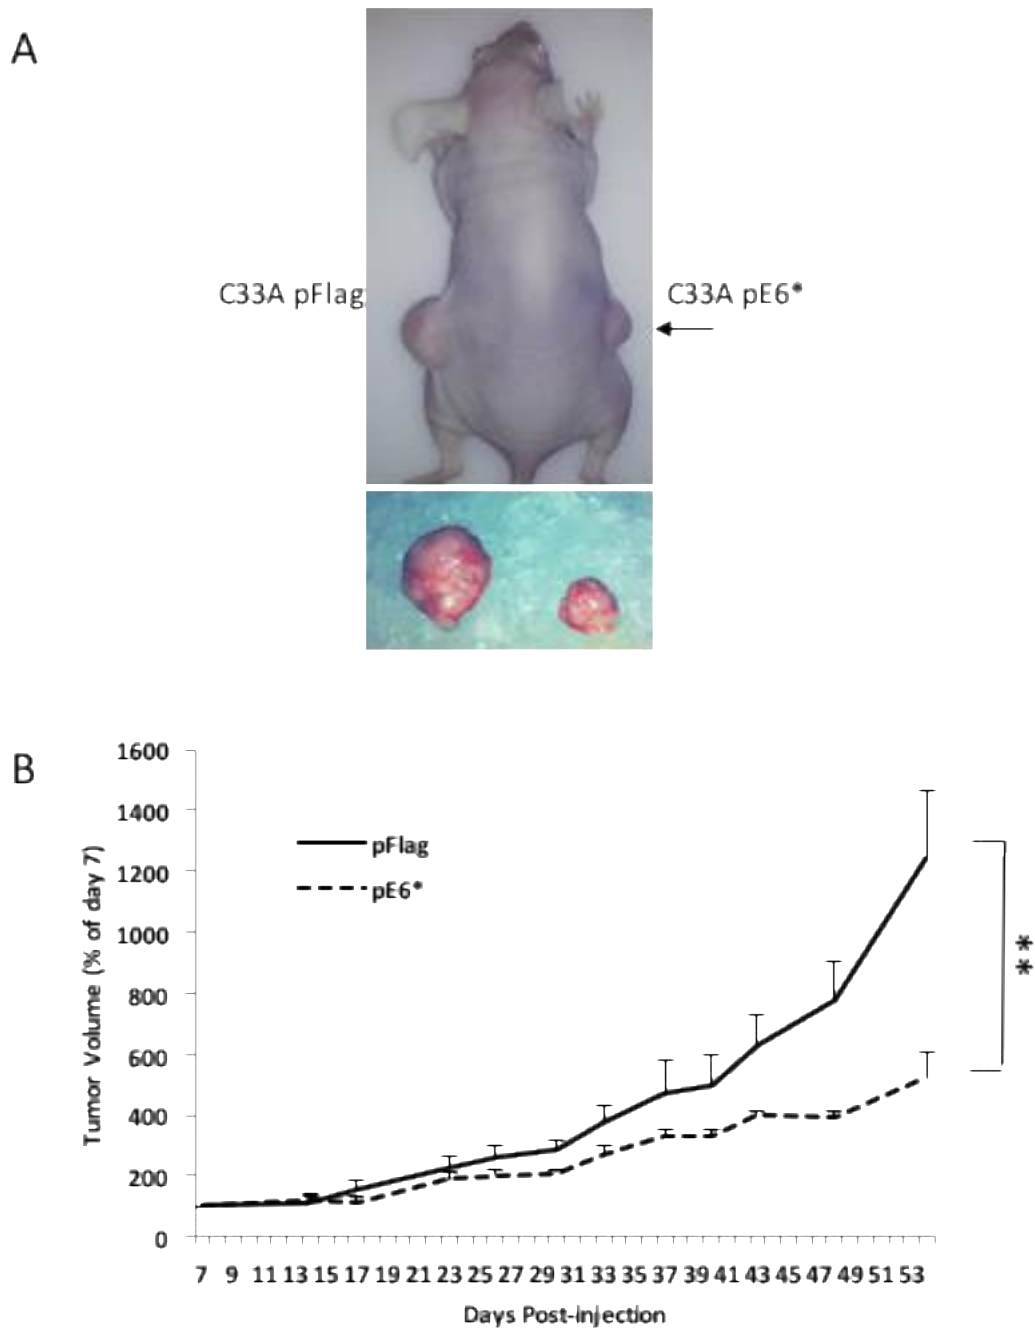 A
C33A pFlag
C33A pE6*
B
1600
1400
1200
1000
800
600
400
200
0
Tumor Volume (% of day 7)
pFlag
pE6*
**
7 9 11 13 15 17 19 21 23 25 27 29 31 33 35 37 39 41 43 45 47 49 51 53
Days Post-injection